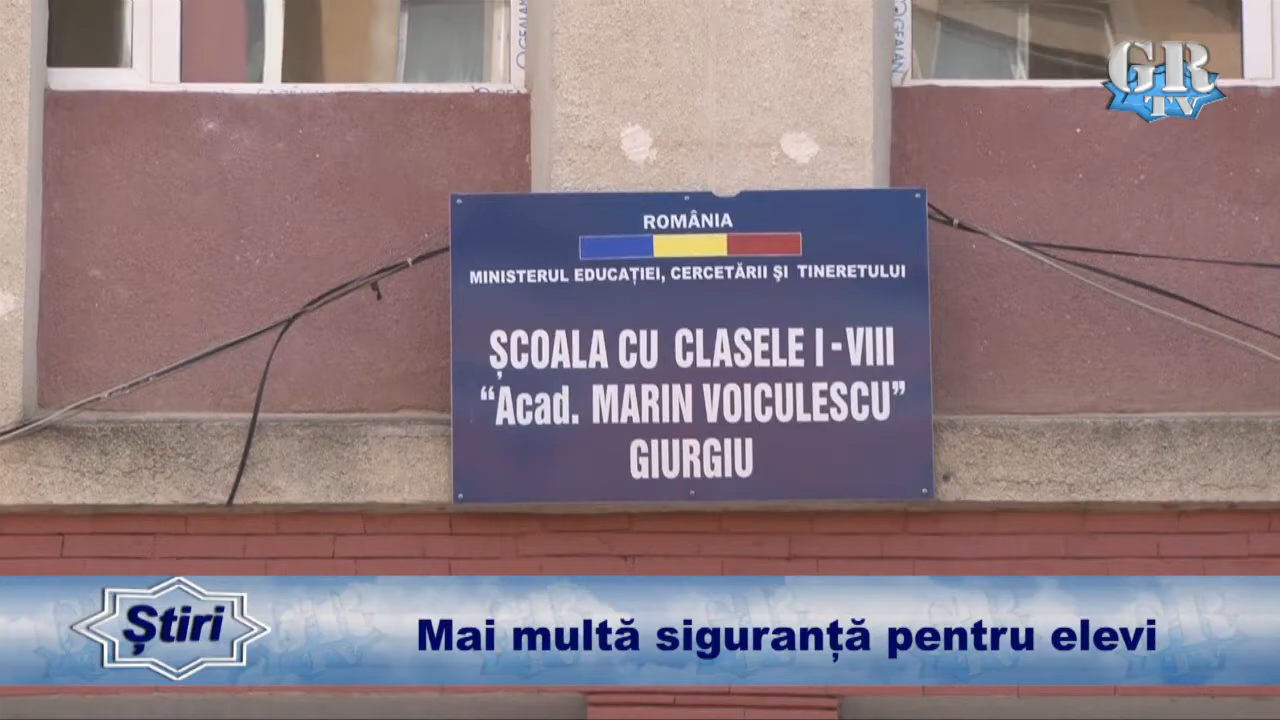 GR
TV
ROMÂNIA
MINISTERUL EDUCAȚIEI, CERCETĂRII ȘI TINERETULUI
ȘCOALA CU CLASELE I - VIII
“Acad. MARIN VOICULESCU”
GIURGIU
Știri
Mai multă siguranță pentru elevi